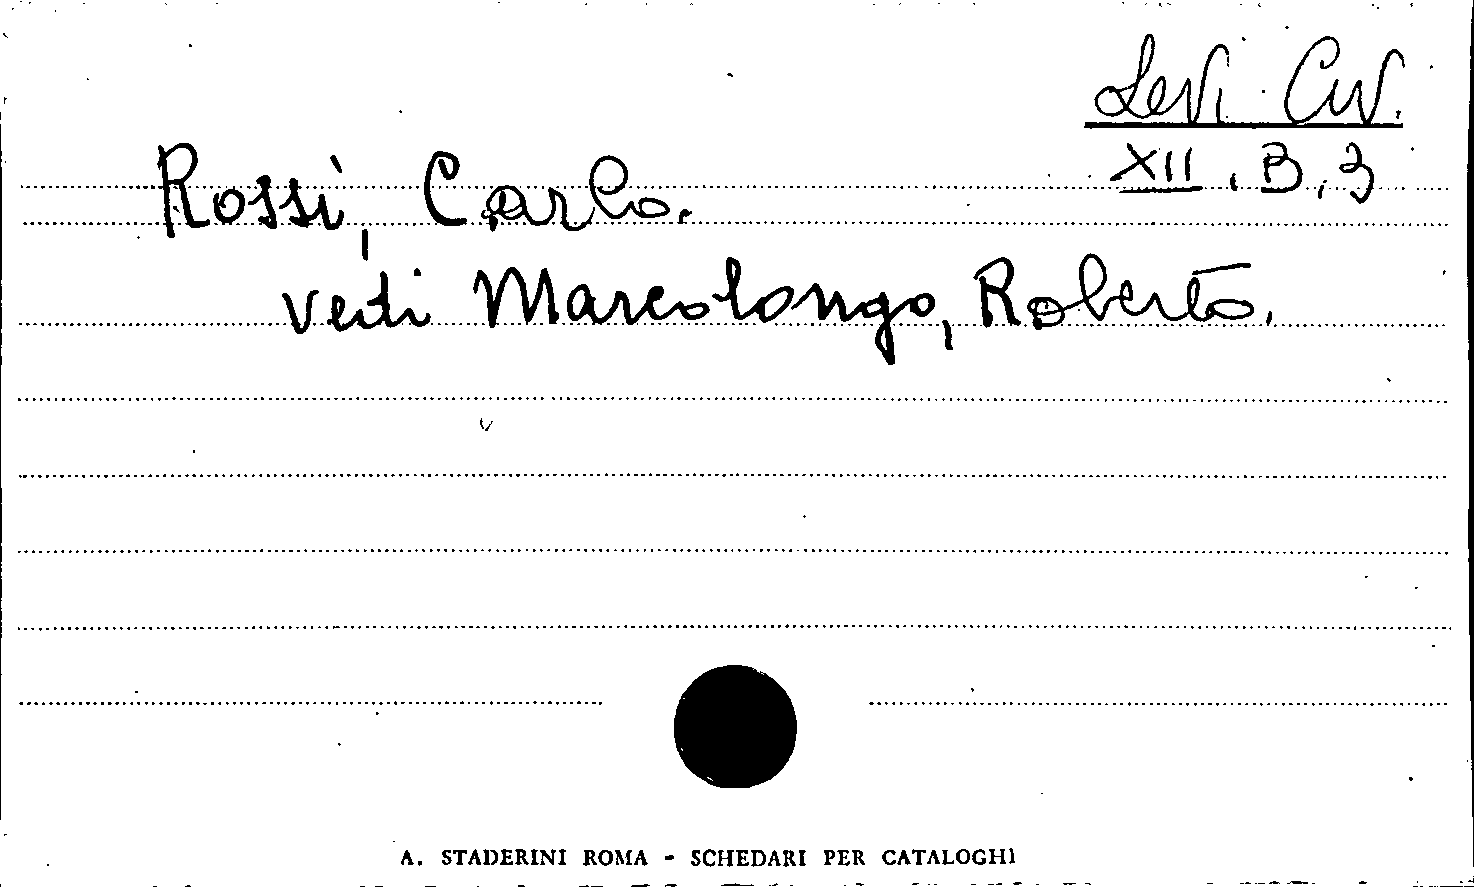 Levi Civ.
XII, B, 3
Rossi, Carlo.
vedi Marcolongo, Roberto.
A. STADERINI ROMA - SCHEDARI PER CATALOGHI